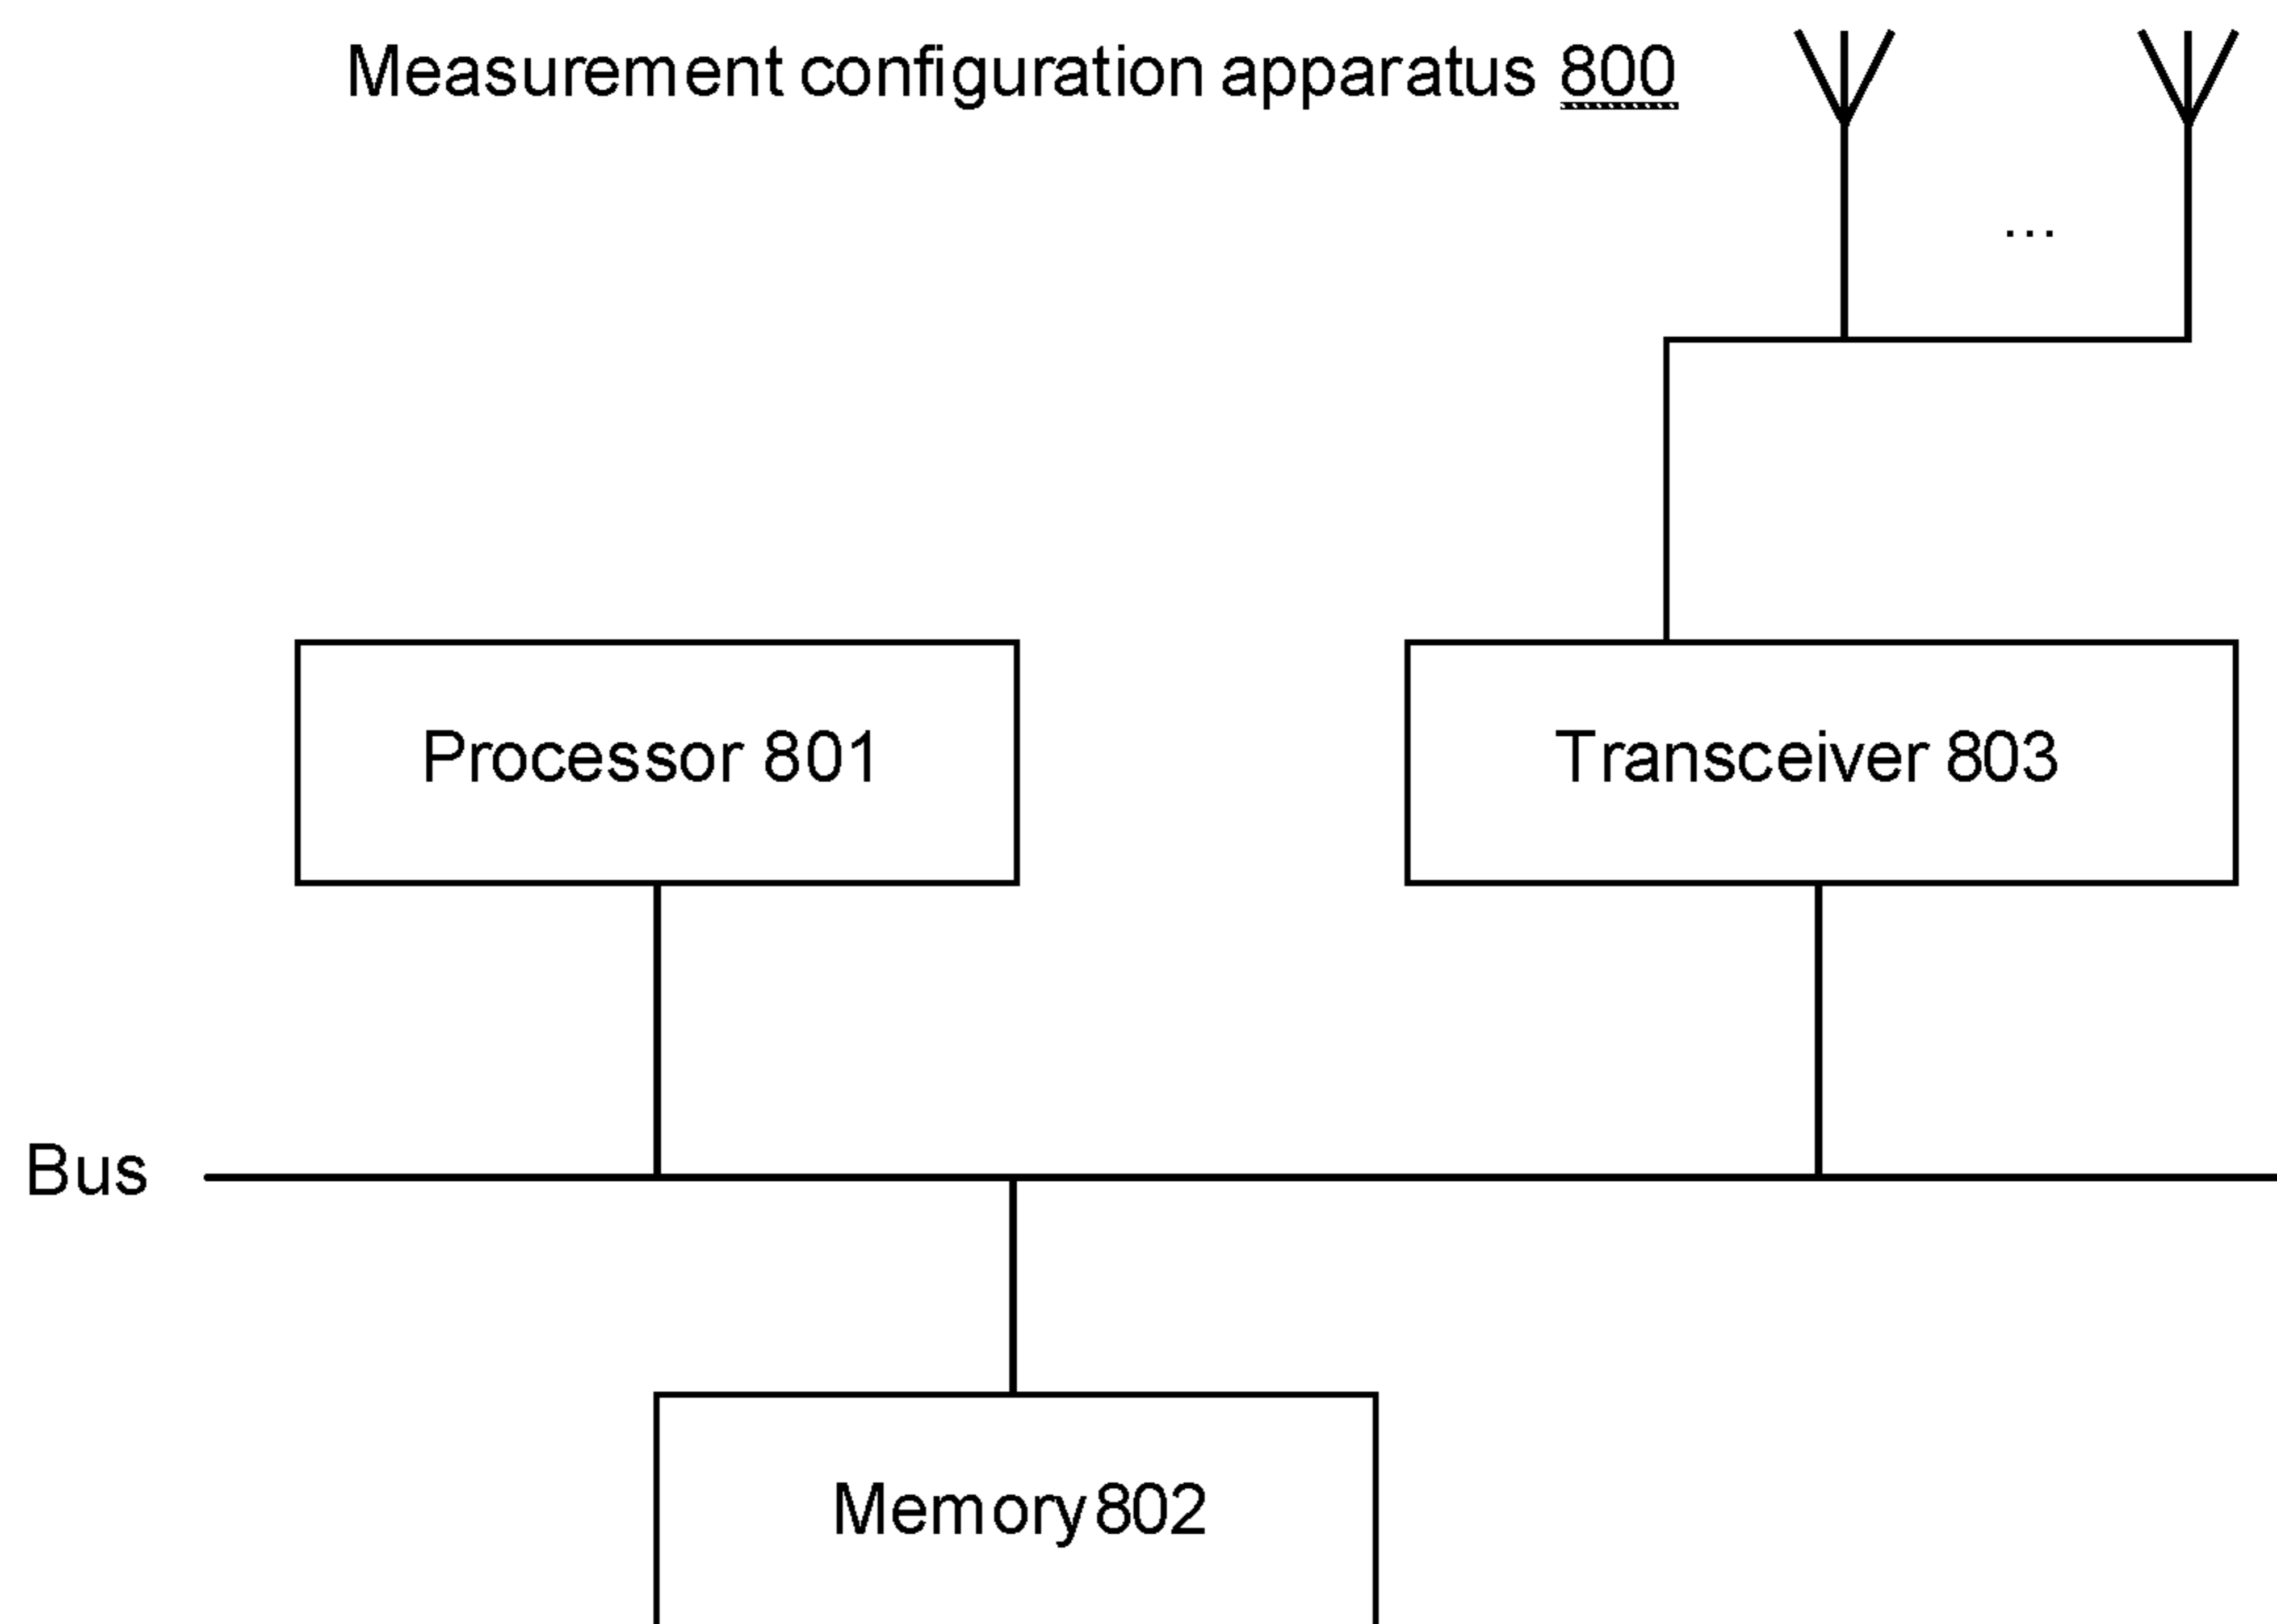 Measurement configuration apparatus 800
...
Processor 801
Transceiver 803
Bus
Memory 802